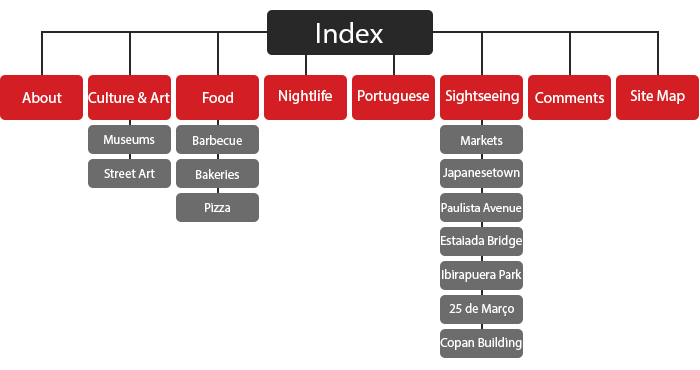 Index
About
Culture & Art
Food
Nightlife
Portuguese
Sightseeing
Comments
Site Map
Museums
Street Art
Barbecue
Bakeries
Pizza
Markets
Japanesetown
Paulista Avenue
Estaiada Bridge
Ibirapuera Park
25 de Março
Copan Building